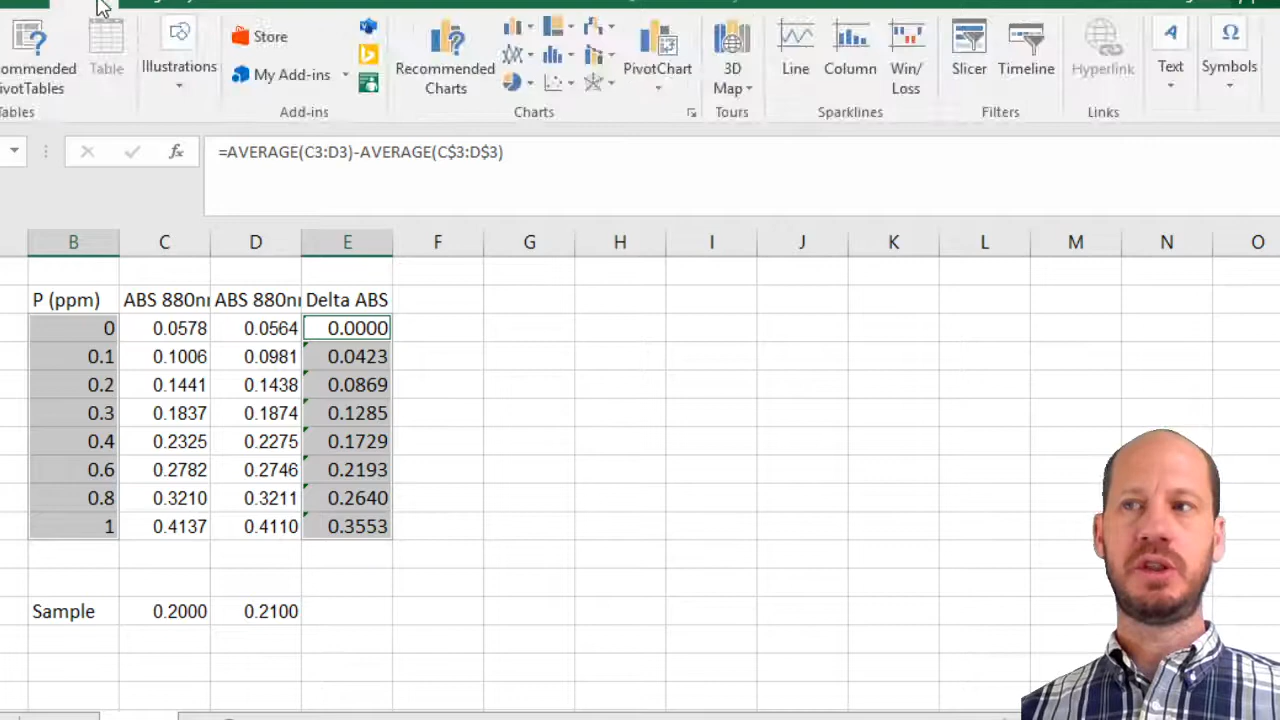 ommended
ivotTables
Tables
Table
Illustrations
Store
My Add-ins
Add-ins
Recommended
Charts
PivotChart
Charts
3D
Map
Tours
Line
Column
Win/
Loss
Sparklines
Slicer
Timeline
Filters
Hyperlink
Links
Text
Symbols
fx =AVERAGE(C3:D3)-AVERAGE(C$3:D$3)
B C D E F G H I J K L M N O
P (ppm) ABS 880nm ABS 880nm Delta ABS
0 0.0578 0.0564 0.0000
0.1 0.1006 0.0981 0.0423
0.2 0.1441 0.1438 0.0869
0.3 0.1837 0.1874 0.1285
0.4 0.2325 0.2275 0.1729
0.6 0.2782 0.2746 0.2193
0.8 0.3210 0.3211 0.2640
1 0.4137 0.4110 0.3553
Sample 0.2000 0.2100